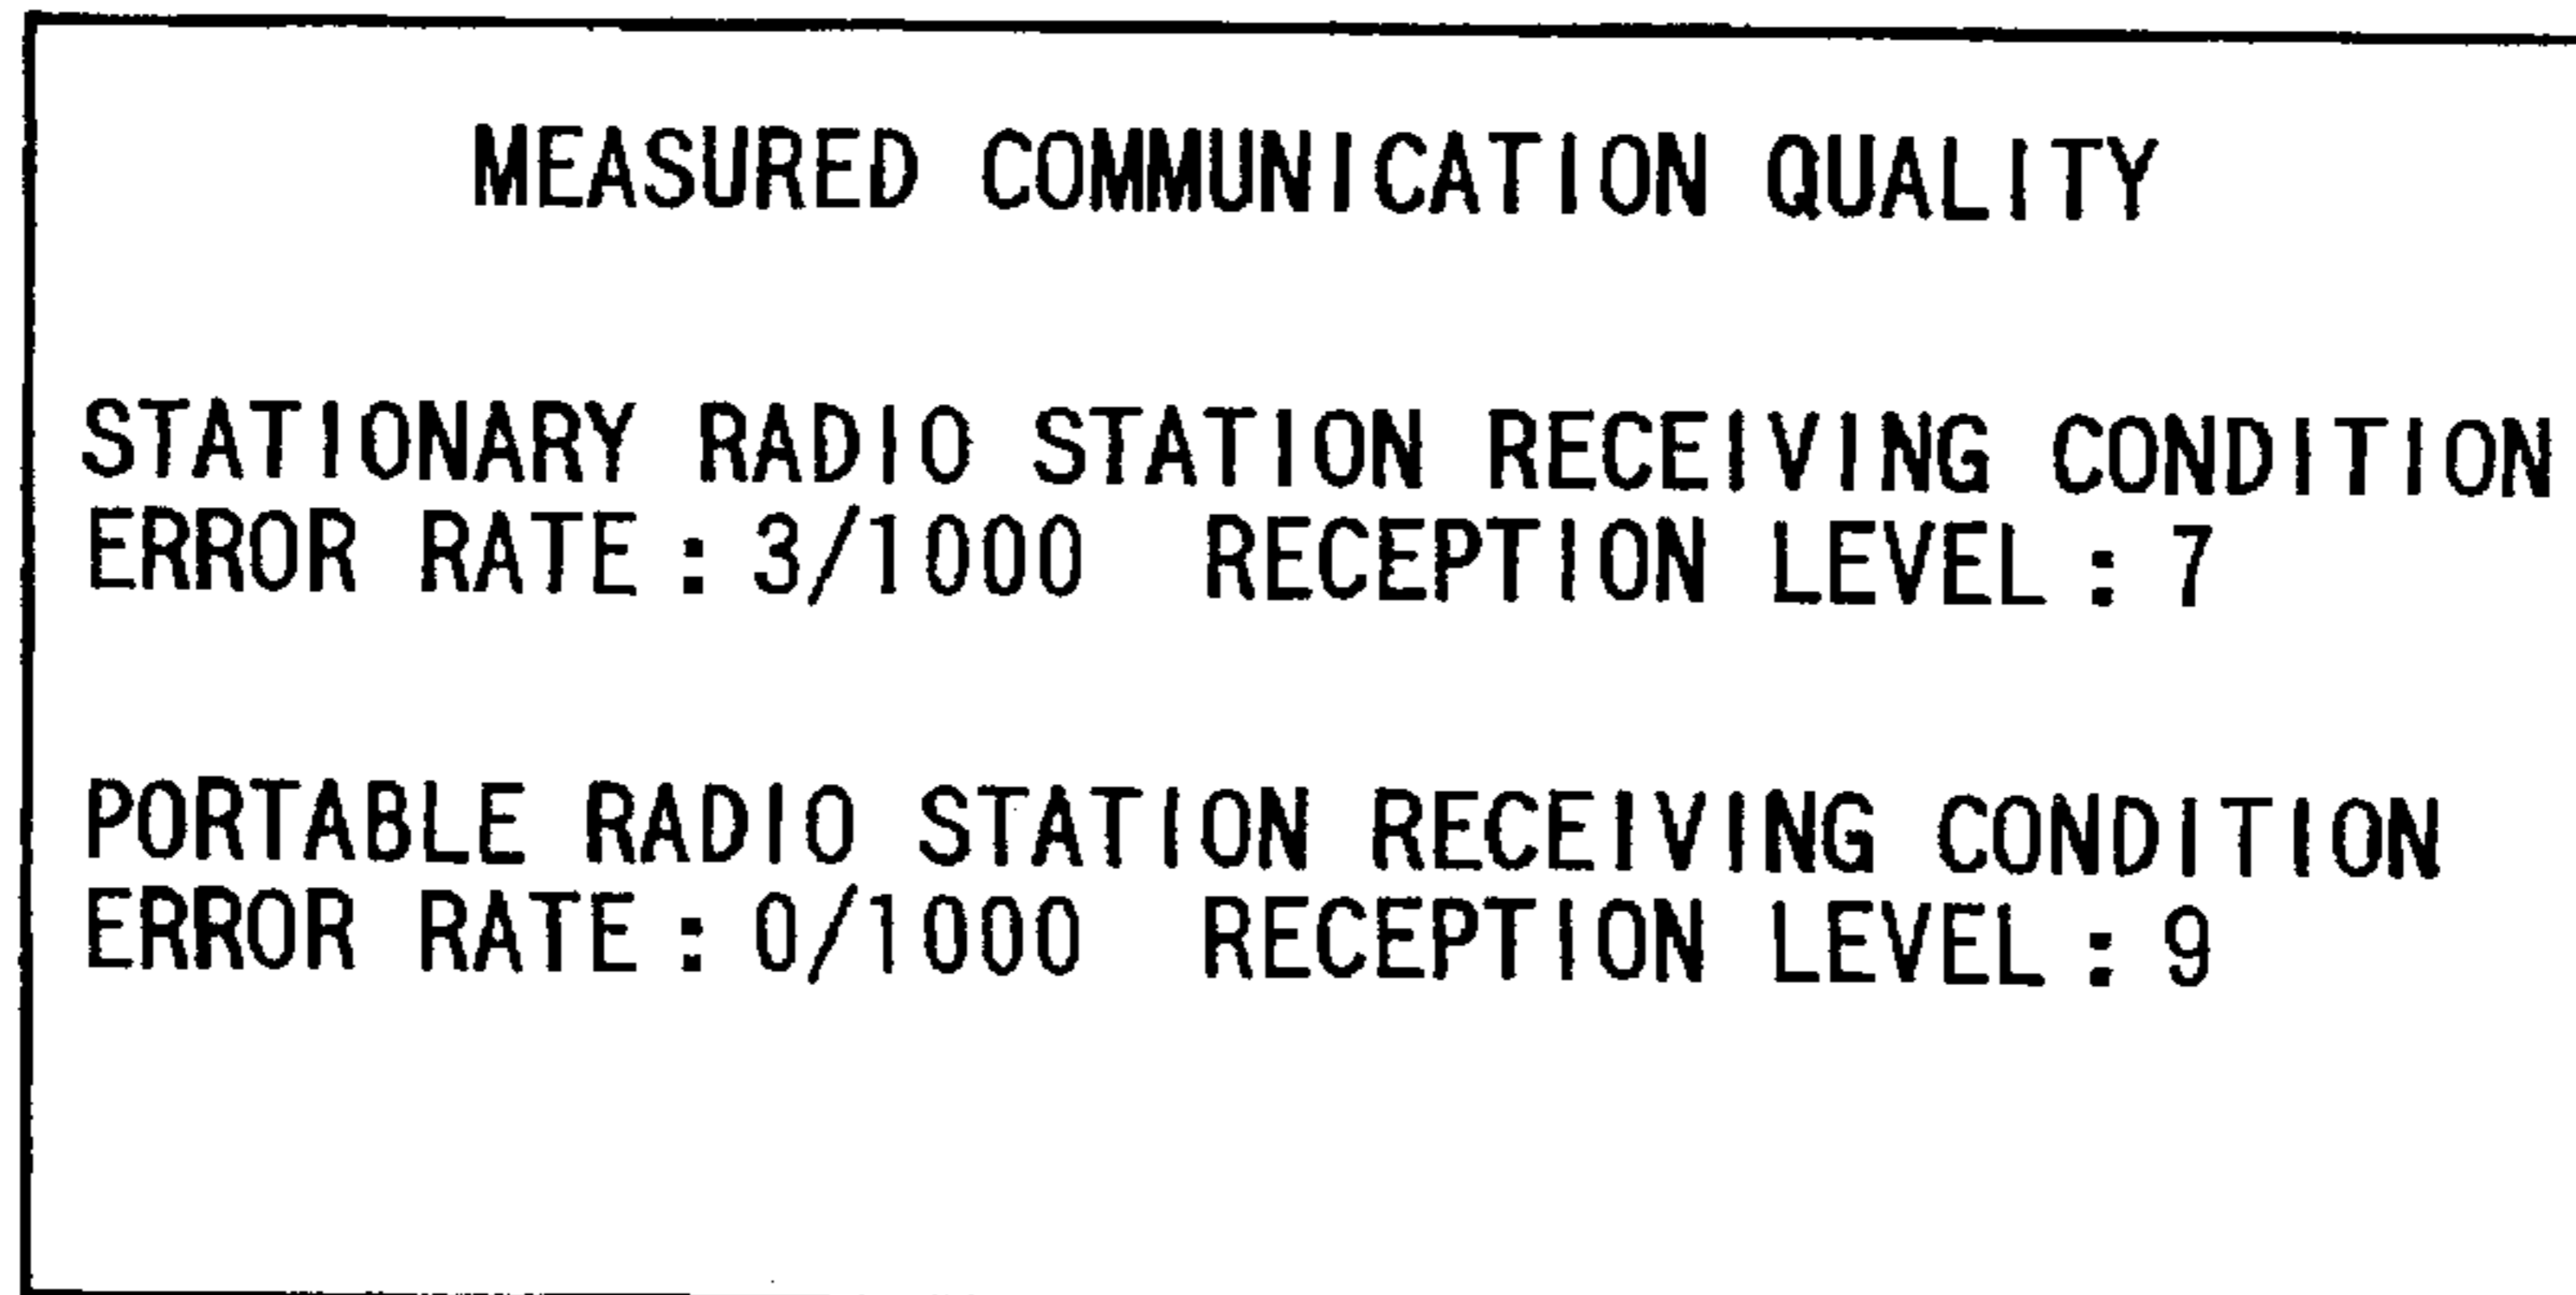 MEASURED COMMUNICATION QUALITY
STATIONARY RADIO STATION RECEIVING CONDITION
ERROR RATE : 3/1000 RECEPTION LEVEL : 7
PORTABLE RADIO STATION RECEIVING CONDITION
ERROR RATE : 0/1000 RECEPTION LEVEL : 9